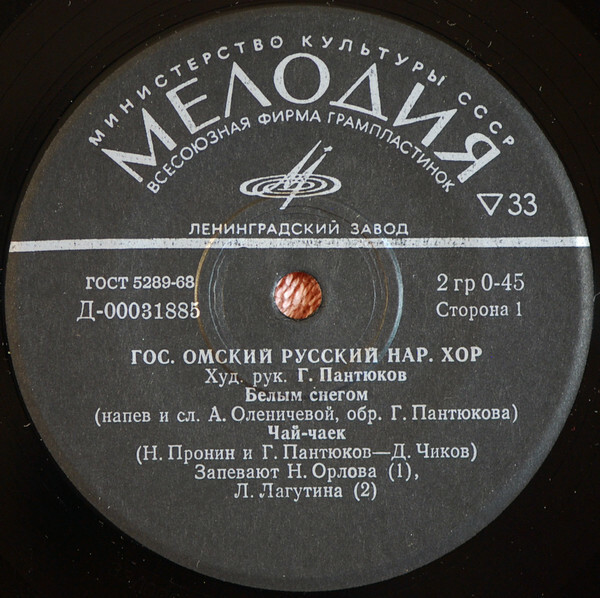 МИНИСТЕРСТВО КУЛЬТУРЫ СССР
МЕЛОДИЯ
ВСЕСОЮЗНАЯ ФИРМА ГРАМПЛАСТИНОК
▽33
ЛЕНИНГРАДСКИЙ ЗАВОД
ГОСТ 5289-68
2 гр 0-45
Д-00031885
Сторона 1
ГОС. ОМСКИЙ РУССКИЙ НАР. ХОР
Худ. рук. Г. Пантюков
Белым снегом
(напев и сл. А. Оленичевой, обр. Г. Пантюкова)
Чай-чаек
(Н. Пронин и Г. Пантюков—Д. Чиков)
Запевают Н. Орлова (1),
Л. Лагутина (2)